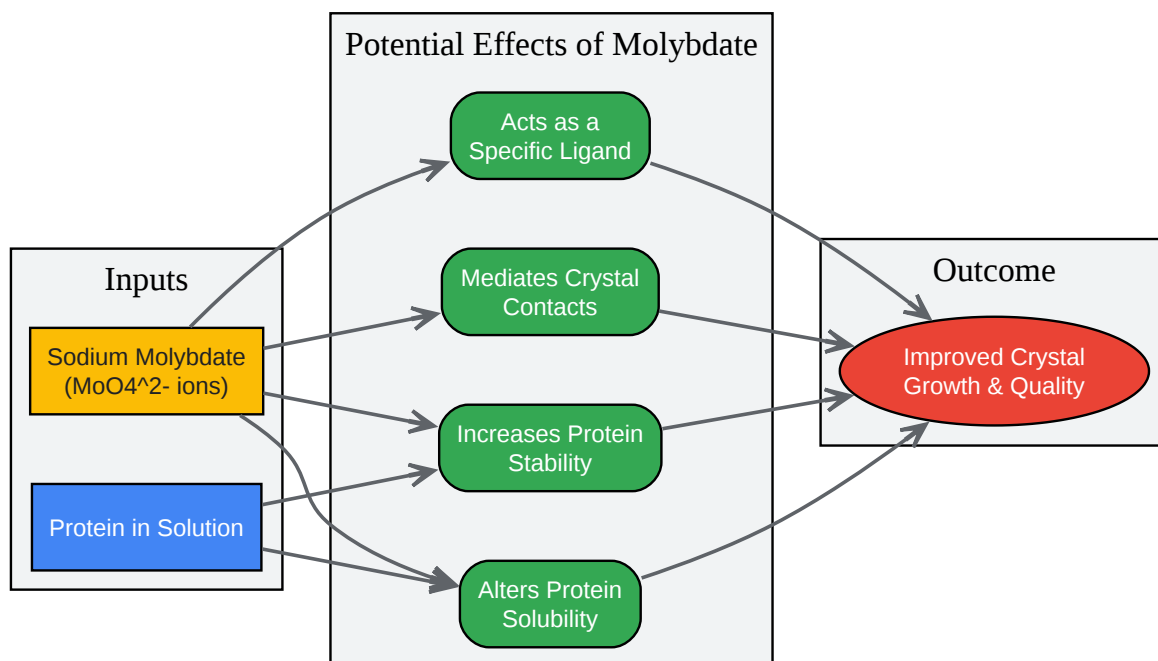 Potential Effects of Molybdate
Acts as a
Specific Ligand
Inputs
Mediates Crystal
Contacts
Outcome
Sodium Molybdate
(MoO4^2- ions)
Improved Crystal
Growth & Quality
Increases Protein
Stability
Protein in Solution
Alters Protein
Solubility